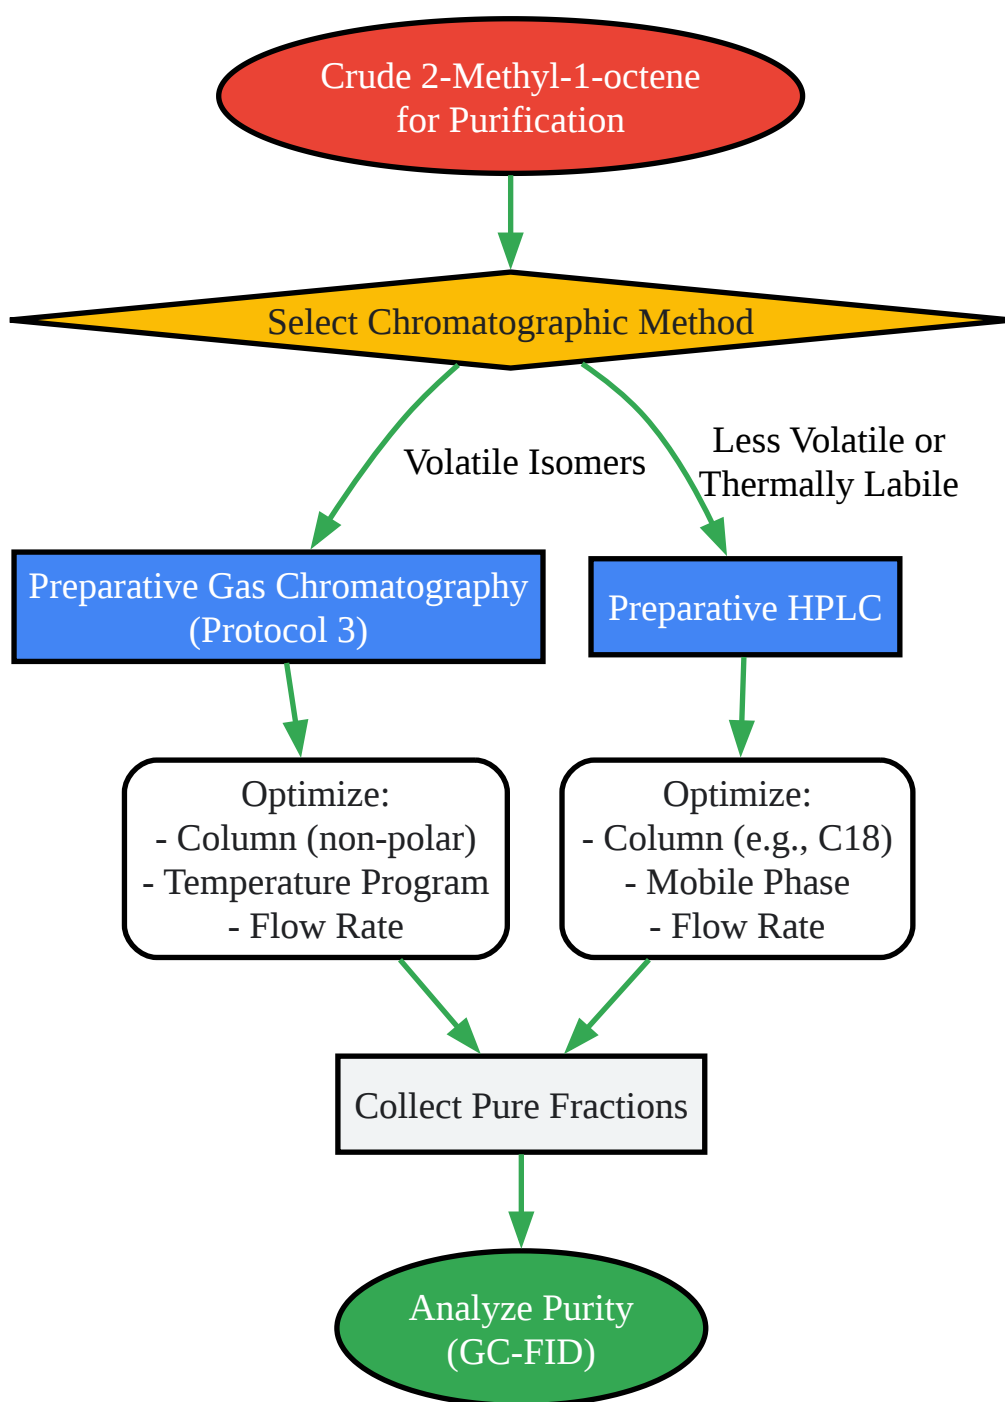 Crude 2-Methyl-1-octene
for Purification
Select Chromatographic Method
Volatile Isomers
Less Volatile or
Thermally Labile
Preparative Gas Chromatography
(Protocol 3)
Preparative HPLC
Optimize:
- Column (non-polar)
- Temperature Program
- Flow Rate
Optimize:
- Column (e.g., C18)
- Mobile Phase
- Flow Rate
Collect Pure Fractions
Analyze Purity
(GC-FID)